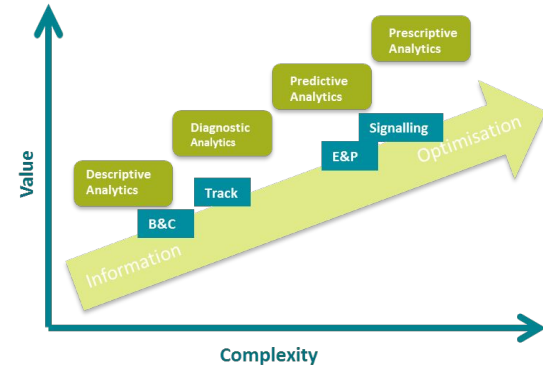 Prescriptive
Analytics
Predictive
Analytics
Signalling
Diagnostic
Analytics
Optimisation
E&P
Value
Descriptive
Analytics
Track
B&C
Information
Complexity